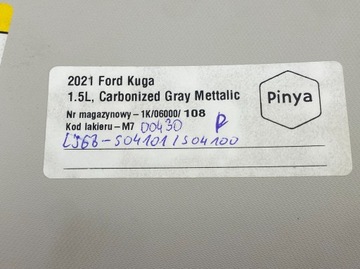 2021 Ford Kuga
1.5L, Carbonized Gray Mettalic
Pinya
Nr magazynowy – 1K/06000/ 108
Kod lakieru – M7 00430 P
LJ6B-S04101/S04100